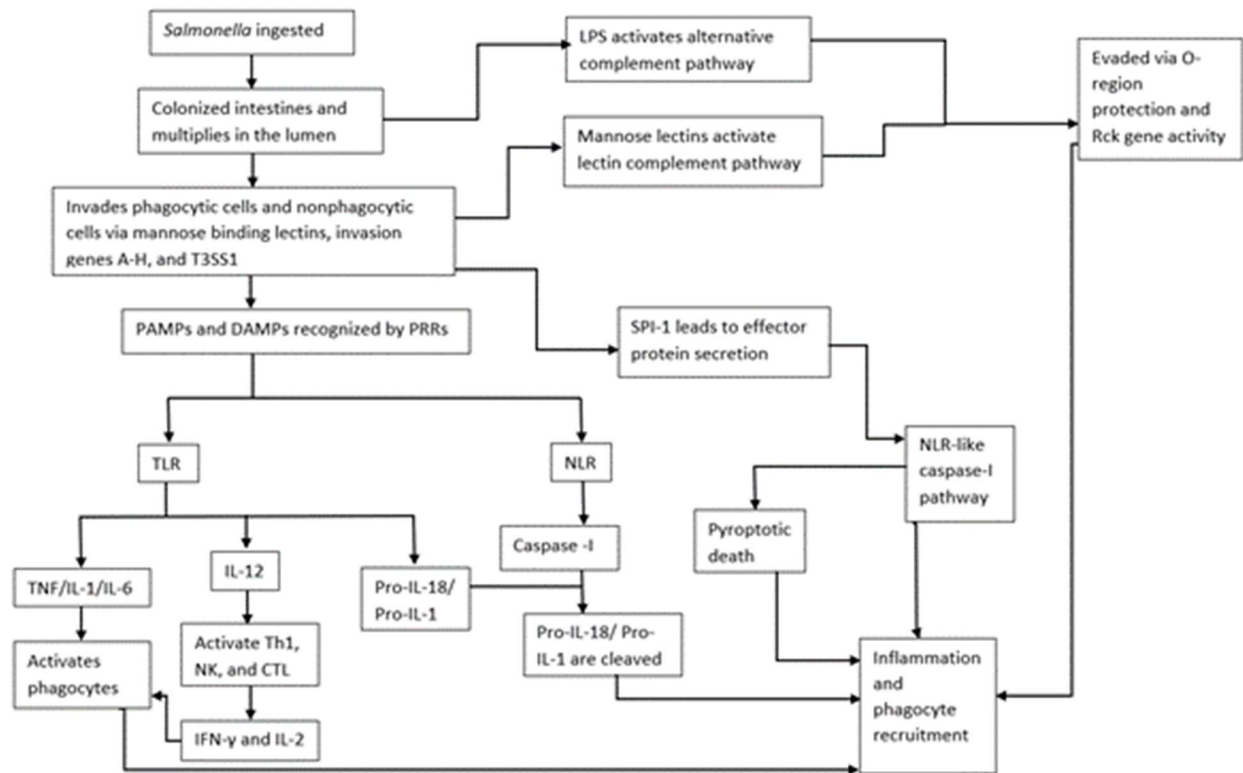 Salmonella ingested
LPS activates alternative
complement pathway
Evaded via O-
region
protection and
Rck gene activity
Colonized intestines and
multiplies in the lumen
Mannose lectins activate
lectin complement pathway
Invades phagocytic cells and nonphagocytic
cells via mannose binding lectins, invasion
genes A-H, and T3SS1
PAMPs and DAMPs recognized by PRRs
SPI-1 leads to effector
protein secretion
TLR
NLR
NLR-like
caspase-I
pathway
TNF/IL-1/IL-6
IL-12
Pro-IL-18/
Pro-IL-1
Caspase -I
Pyroptotic
death
Activates
phagocytes
Activate Th1,
NK, and CTL
Pro-IL-18/ Pro-
IL-1 are cleaved
Inflammation
and
phagocyte
recruitment
IFN-γ and IL-2